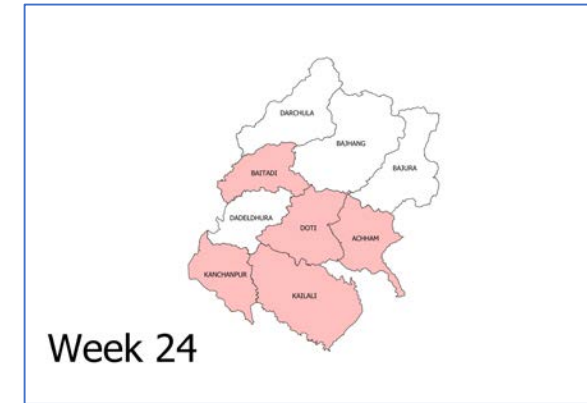 DARCHULA
BAJHANG
BAJURA
BAITADI
DADELDHURA
DOTI
ACHHAM
KANCHANPUR
KAILALI
Week 24